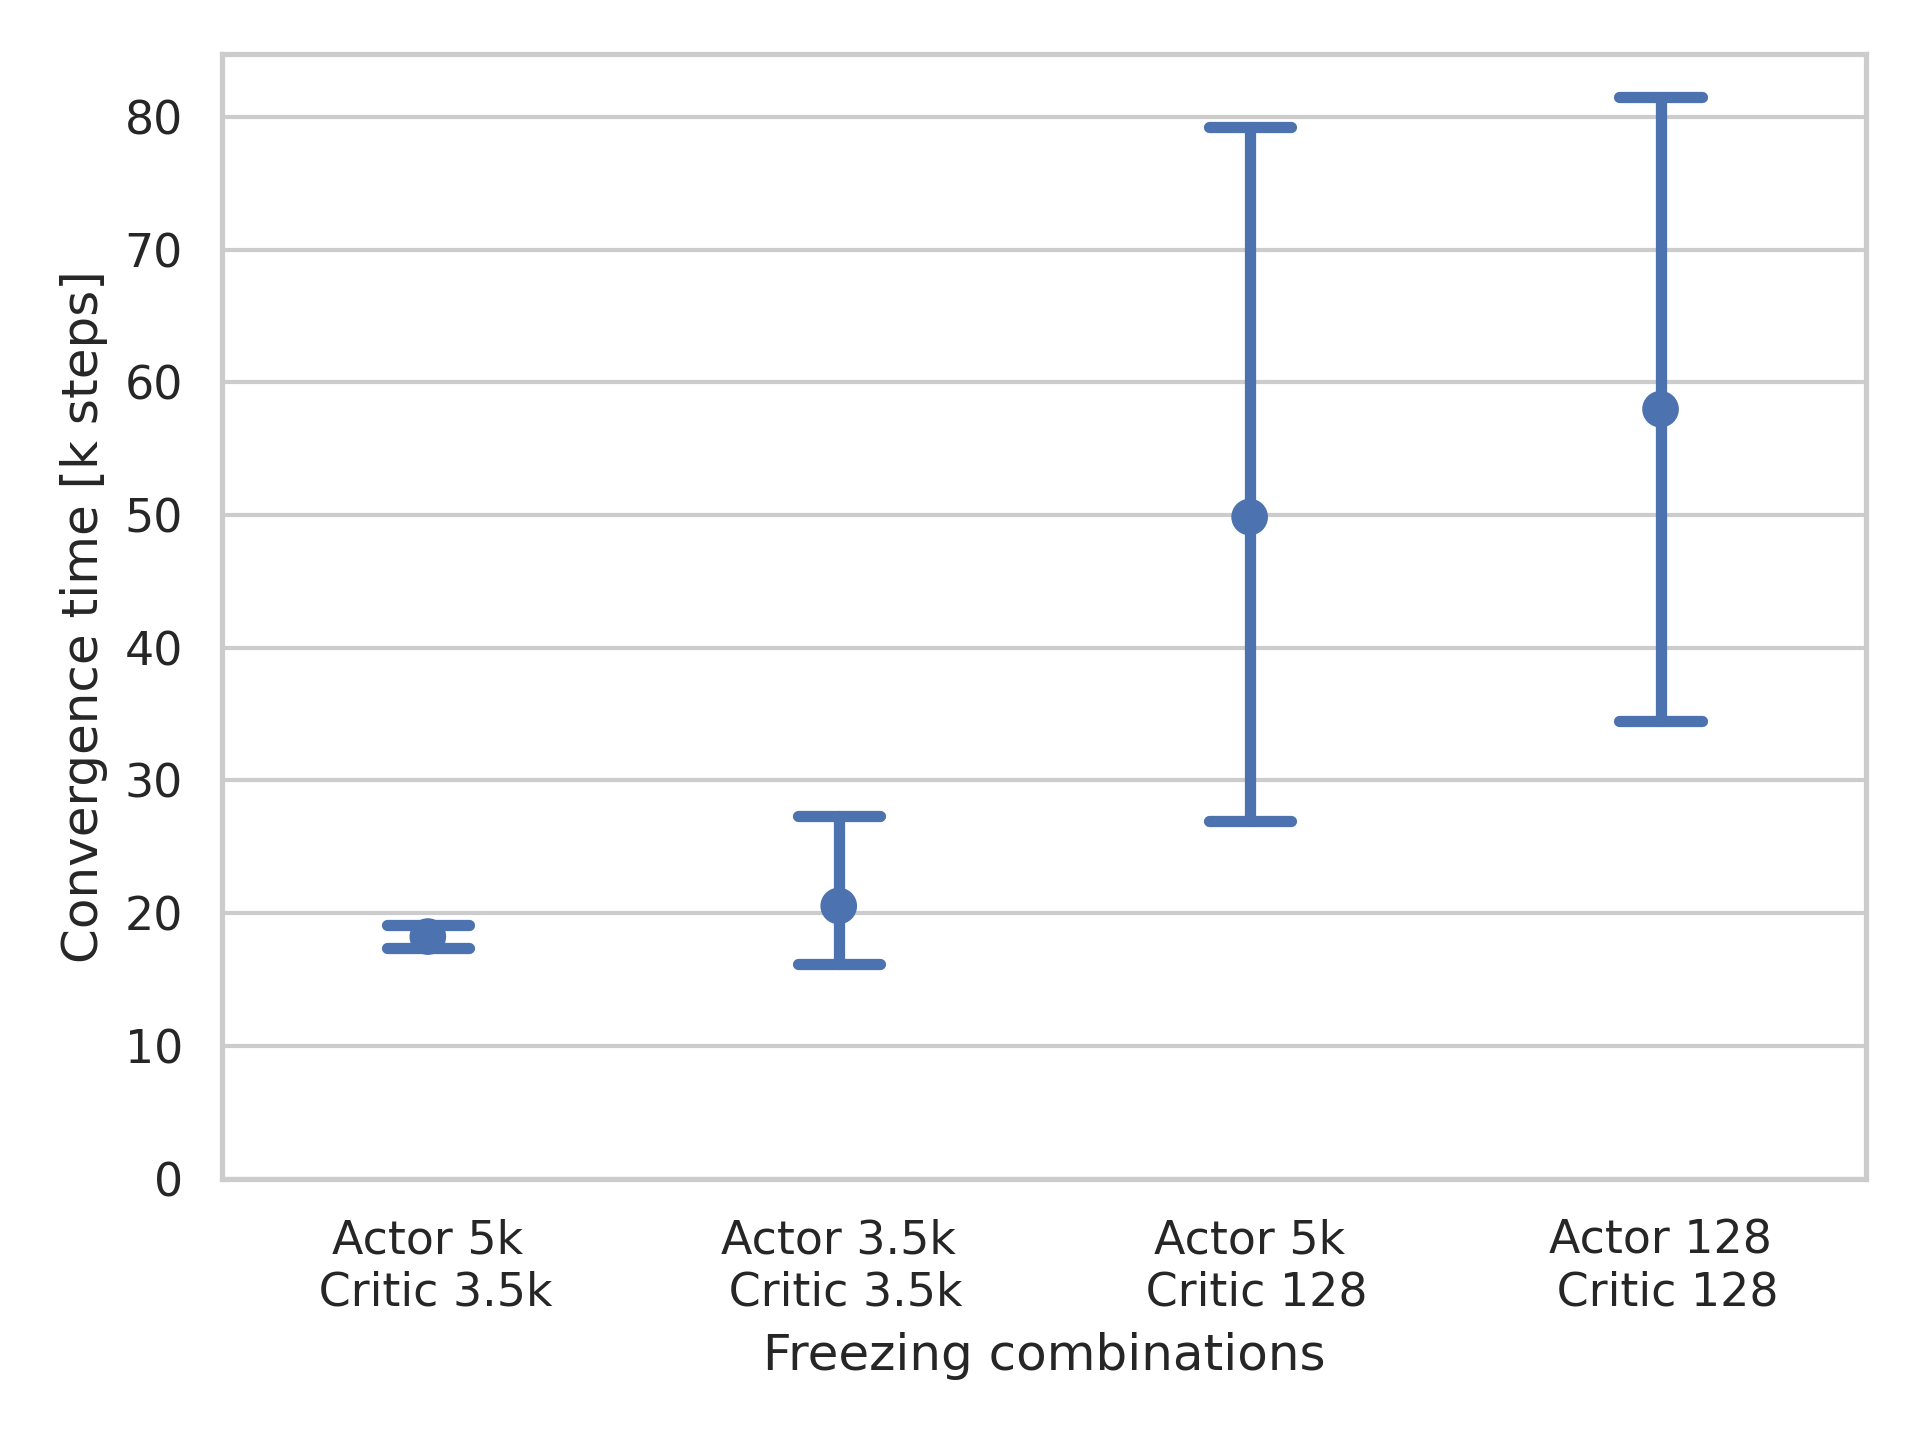 Convergence time [k steps]
80
70
60
50
40
30
20
10
0
Actor 5k
Critic 3.5k
Actor 3.5k
Critic 3.5k
Actor 5k
Critic 128
Actor 128
Critic 128
Freezing combinations